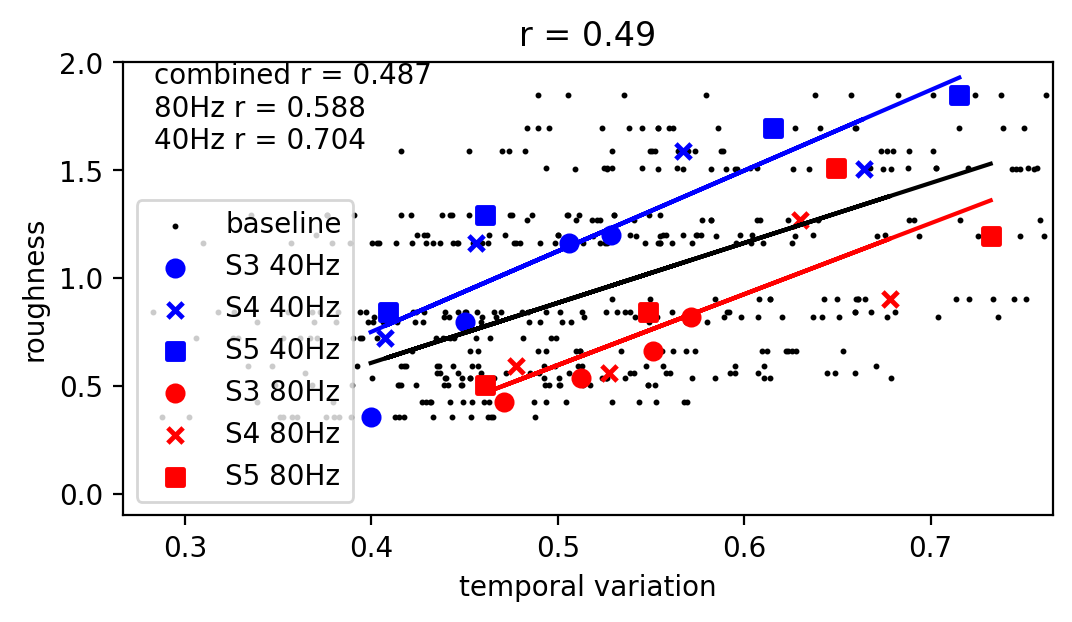 r = 0.49
combined r = 0.487
80Hz r = 0.588
40Hz r = 0.704
2.0
1.5
1.0
0.5
0.0
roughness
baseline
S3 40Hz
S4 40Hz
S5 40Hz
S3 80Hz
S4 80Hz
S5 80Hz
0.3 0.4 0.5 0.6 0.7
temporal variation